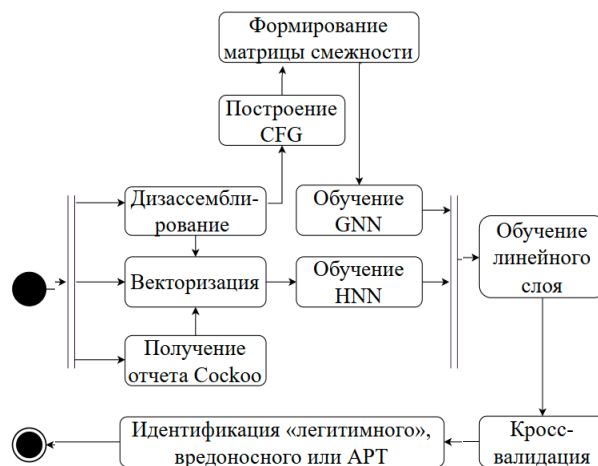 Формирование
матрицы смежности
Построение
CFG
Дизассембли-
рование
Обучение
GNN
Обучение
линейного
слоя
Векторизация
Обучение
HNN
Получение
отчета Cockoo
Идентификация «легитимного»,
вредоносного или АРТ
Кросс-
валидация